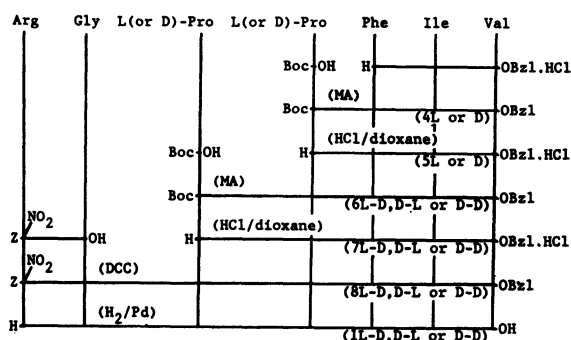 Arg Gly L(or D)-Pro L(or D)-Pro Phe Ile Val
Boc OH H OBzl.HCl
(MA)
Boc (4L or D) OBzl
(HCl/dioxane)
Boc OH H (5L or D) OBzl.HCl
(MA)
Boc (6L-D,D-L or D-D) OBzl
NO2 (HCl/dioxane)
Z OH H (7L-D,D-L or D-D) OBzl.HCl
NO2 (DCC)
Z (8L-D,D-L or D-D) OBzl
(H2/Pd)
H (1L-D,D-L or D-D) OH